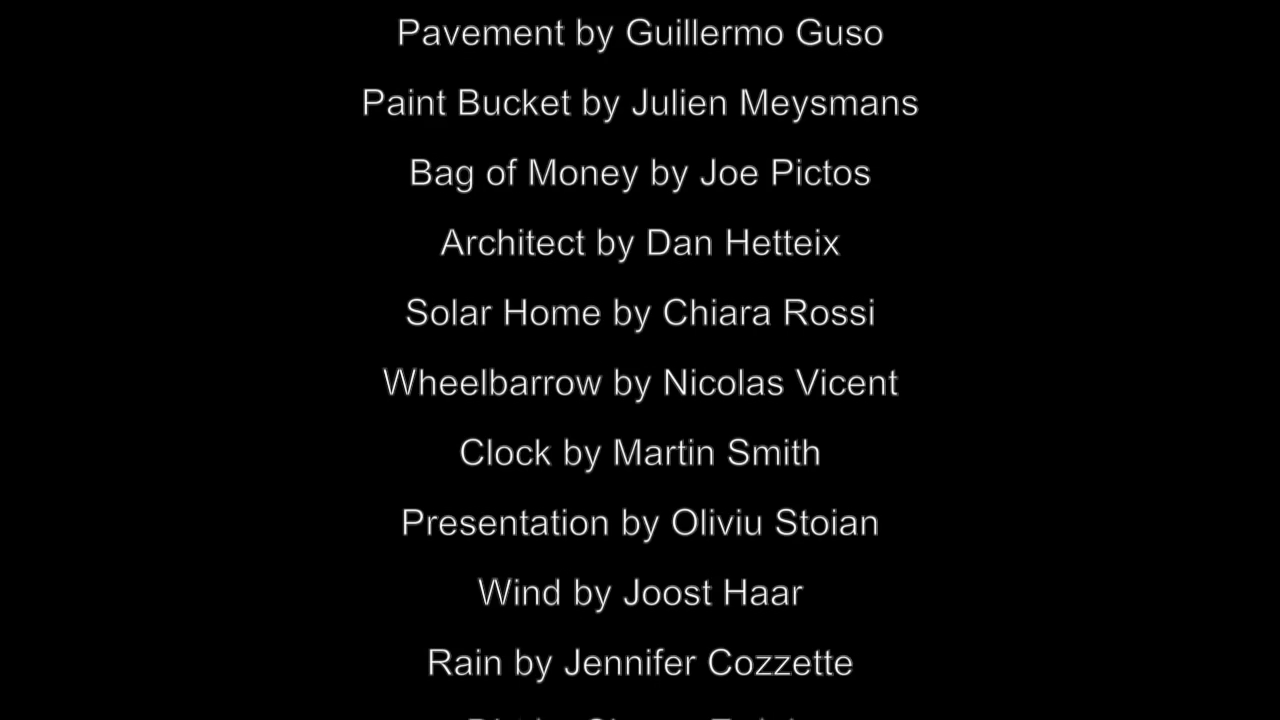 Pavement by Guillermo Guso
Paint Bucket by Julien Meysmans
Bag of Money by Joe Pictos
Architect by Dan Hetteix
Solar Home by Chiara Rossi
Wheelbarrow by Nicolas Vicent
Clock by Martin Smith
Presentation by Oliviu Stoian
Wind by Joost Haar
Rain by Jennifer Cozzette